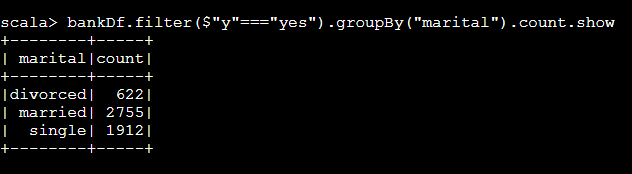 scala> bankDf.filter($"y"==="yes").groupBy("marital").count.show
+--------+-----+
| marital|count|
+--------+-----+
|divorced|  622|
| married| 2755|
|  single| 1912|
+--------+-----+